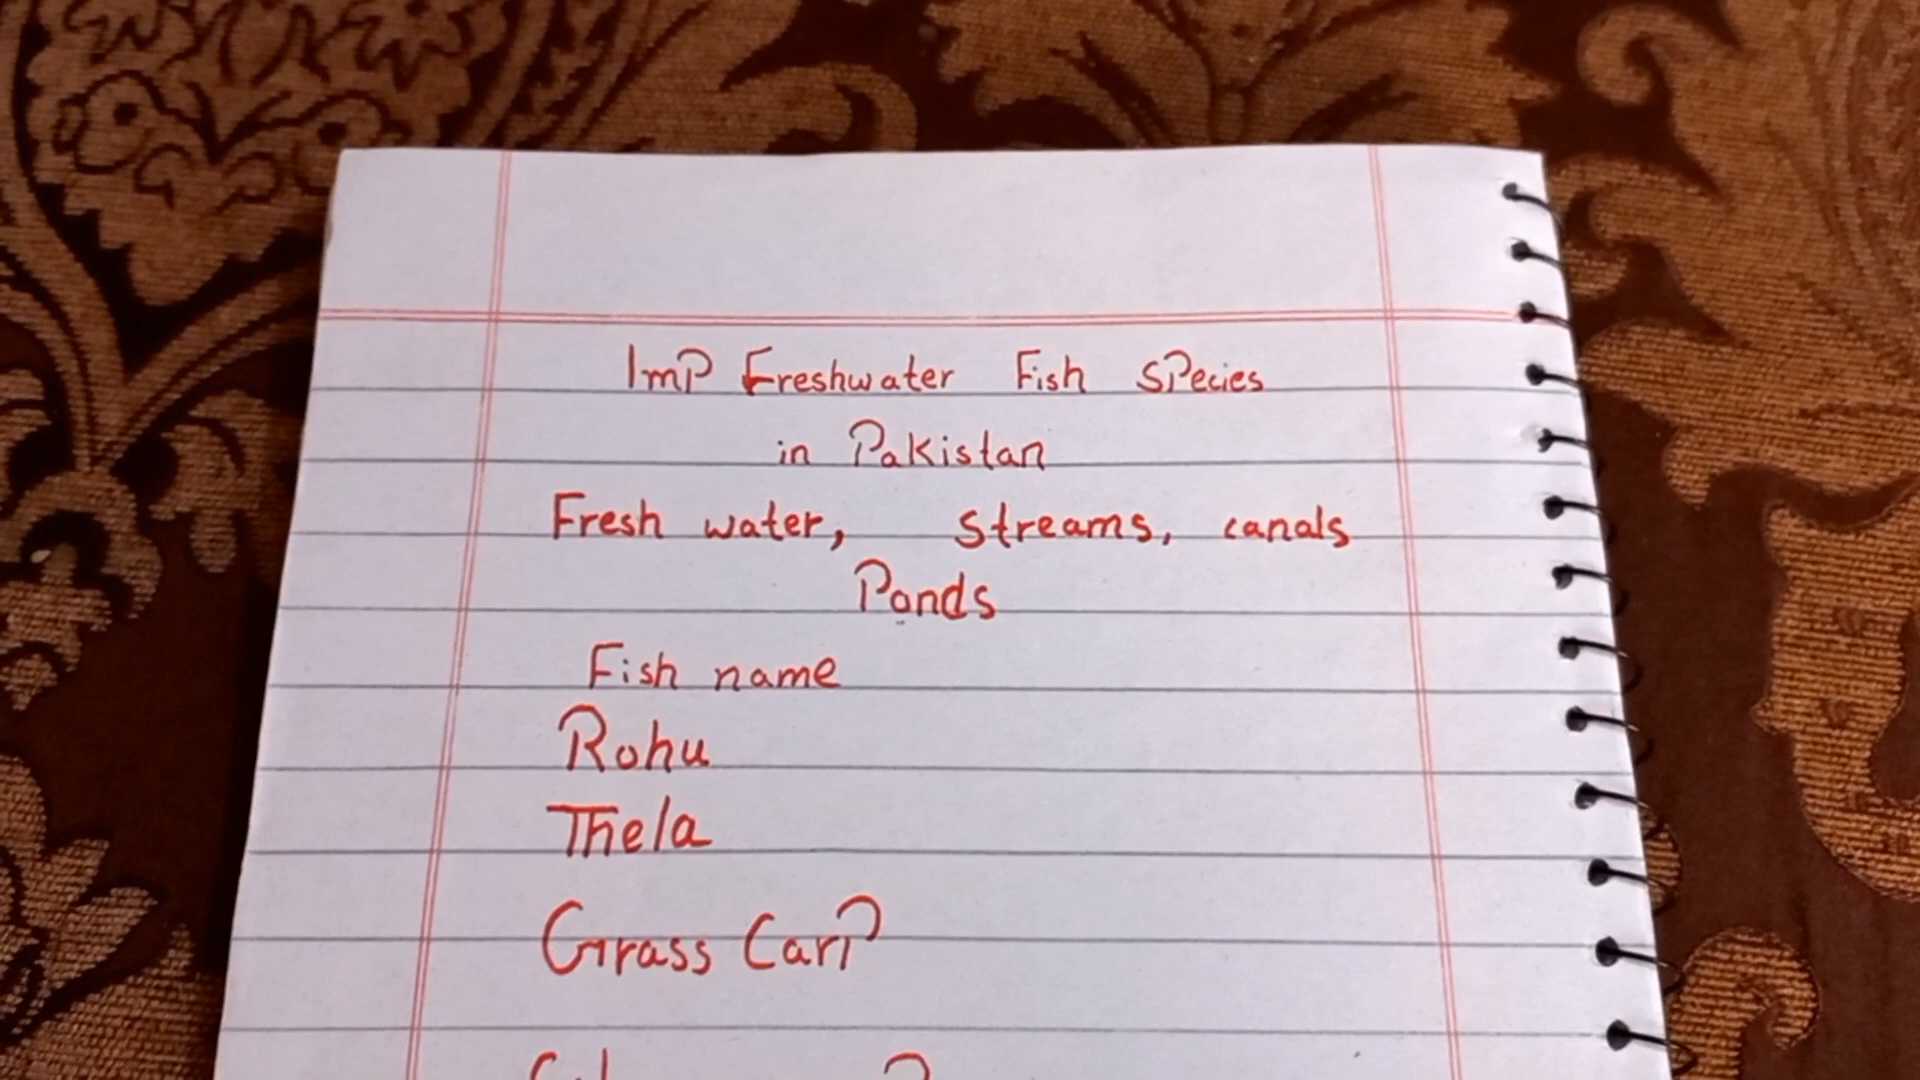 Imp Freshwater Fish species
in Pakistan
Fresh water, streams, canals
Ponds
Fish name
Rohu
Thela
Grass Carp